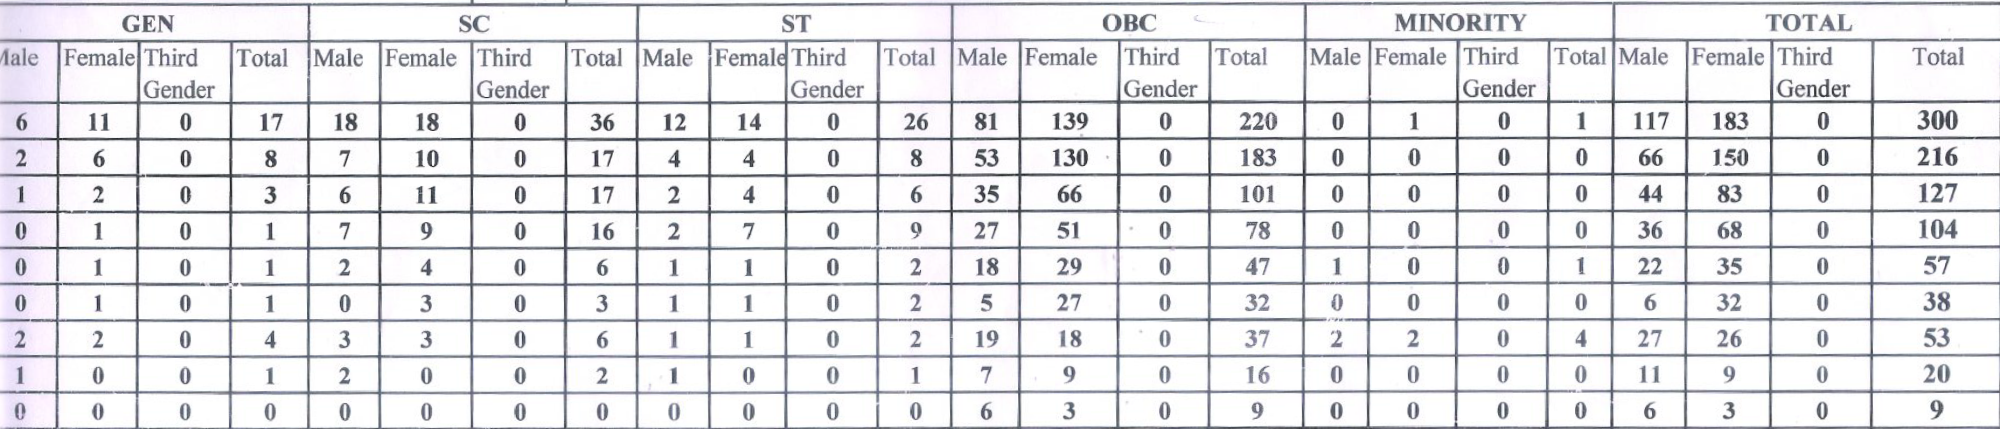 GEN SC ST OBC MINORITY TOTAL
Male Female Third Gender Total Male Female Third Gender Total Male Female Third Gender Total Male Female Third Gender Total Male Female Third Gender Total Male Female Third Gender Total
6 11 0 17 18 18 0 36 12 14 0 26 81 139 0 220 0 1 0 1 117 183 0 300
2 6 0 8 7 10 0 17 4 4 0 8 53 130 0 183 0 0 0 0 66 150 0 216
1 2 0 3 6 11 0 17 2 4 0 6 35 66 0 101 0 0 0 0 44 83 0 127
0 1 0 1 7 9 0 16 2 7 0 9 27 51 0 78 0 0 0 0 36 68 0 104
0 1 0 1 2 4 0 6 1 1 0 2 18 29 0 47 1 0 0 1 22 35 0 57
0 1 0 1 0 3 0 3 1 1 0 2 5 27 0 32 0 0 0 0 6 32 0 38
2 2 0 4 3 3 0 6 1 1 0 2 19 18 0 37 2 2 0 4 27 26 0 53
1 0 0 1 2 0 0 2 1 0 0 1 7 9 0 16 0 0 0 0 11 9 0 20
0 0 0 0 0 0 0 0 0 0 0 0 6 3 0 9 0 0 0 0 6 3 0 9